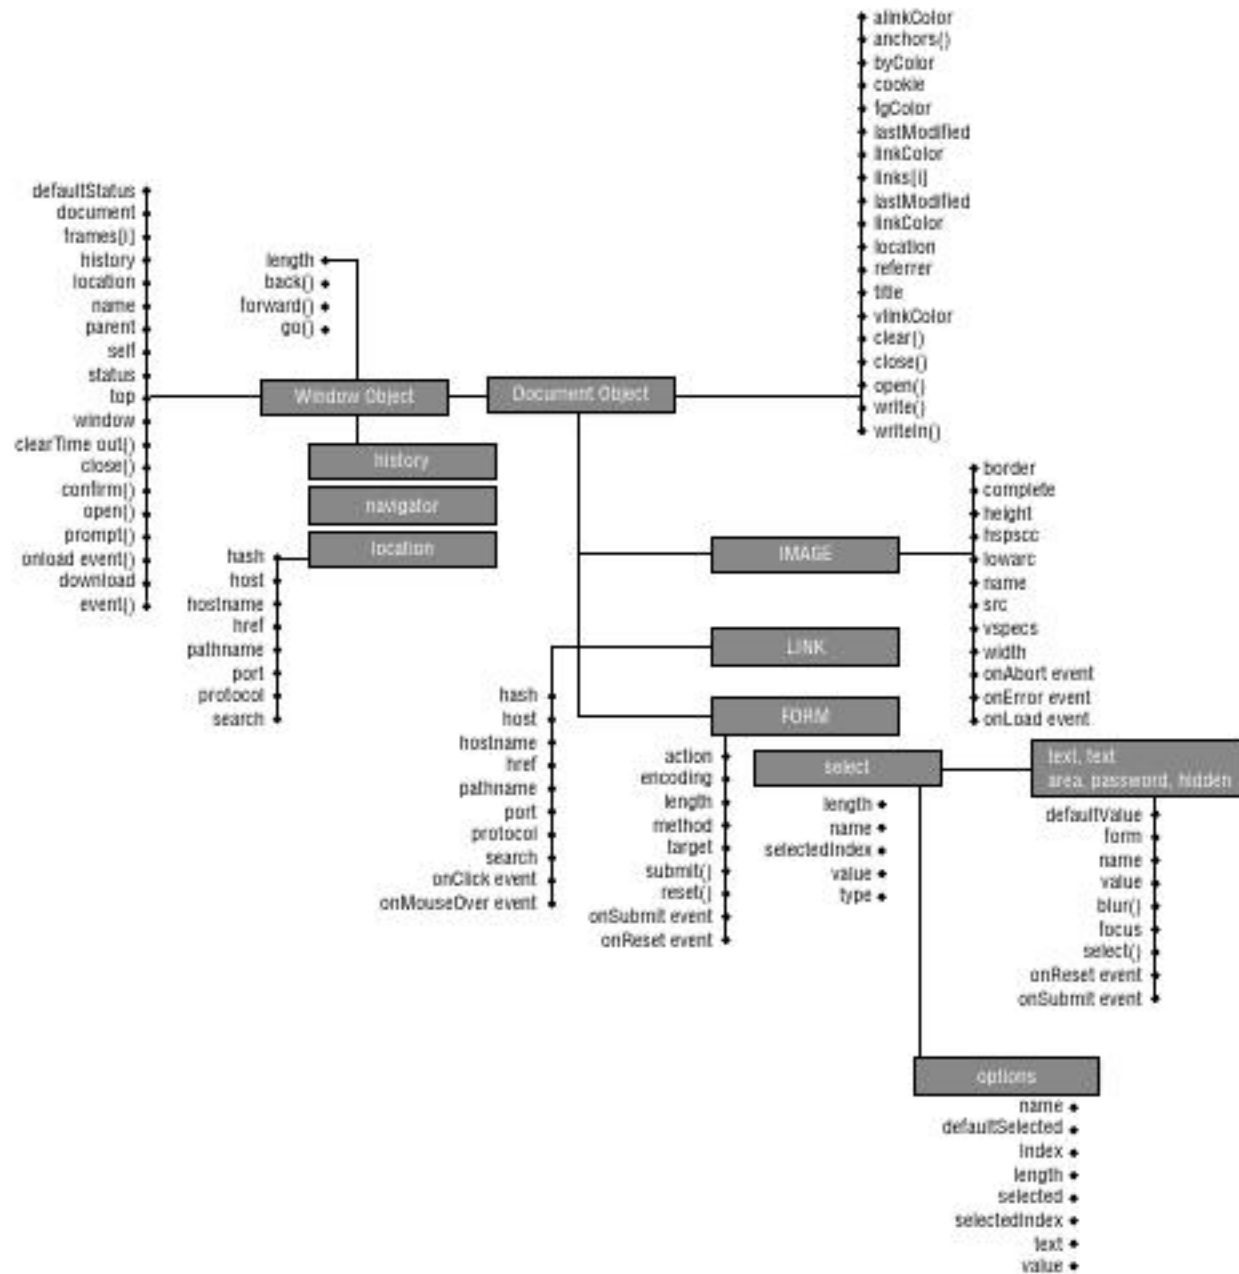 alinkColor
anchors()
byColor
cookie
fgColor
lastModified
linkColor
links[i]
lastModified
linkColor
location
referrer
title
vlinkColor
clear()
close()
open()
write()
writeln()
defaultStatus
document
frames[i]
history
location
name
parent
self
status
top
window
clearTime out()
close()
confirm()
open()
prompt()
onload event()
download
event()
length
back()
forward()
go()
Window Object
Document Object
history
navigator
location
hash
host
hostname
href
pathname
port
protocol
search
IMAGE
border
complete
height
hspscc
lowarc
name
src
vspecs
width
onAbort event
onError event
onLoad event
LINK
hash
host
hostname
href
pathname
port
protocol
search
onClick event
onMouseOver event
FORM
action
encoding
length
method
target
submit()
reset()
onSubmit event
onReset event
select
length
name
selectedIndex
value
type
text, text
area, password, hidden
defaultValue
form
name
value
blur()
focus
select()
onReset event
onSubmit event
options
name
defaultSelected
index
length
selected
selectedIndex
text
value